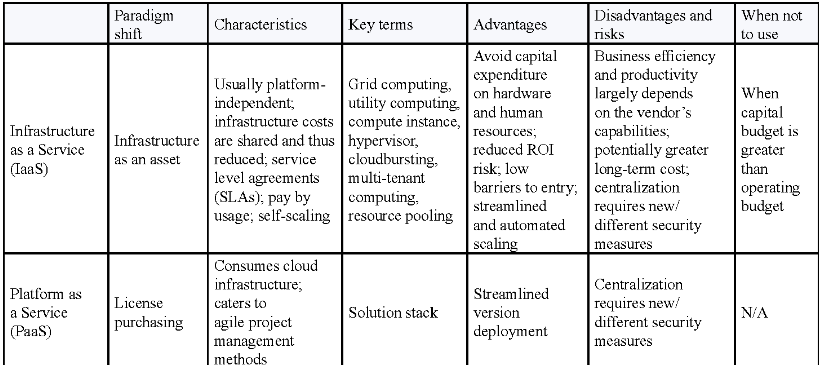 Paradigm shift
Characteristics
Key terms
Advantages
Disadvantages and risks
When not to use
Infrastructure
as a Service
(IaaS)
Infrastructure
as an asset
Usually platform-
independent;
infrastructure costs
are shared and thus
reduced; service
level agreements
(SLAs); pay by
usage; self-scaling
Grid computing,
utility computing,
compute instance,
hypervisor,
cloudbursting,
multi-tenant
computing,
resource pooling
Avoid capital
expenditure
on hardware
and human
resources;
reduced ROI
risk; low
barriers to entry;
streamlined
and automated
scaling
Business efficiency
and productivity
largely depends
on the vendor's
capabilities;
potentially greater
long-term cost;
centralization
requires new/
different security
measures
When
capital
budget is
greater
than
operating
budget
Platform as
a Service
(PaaS)
License
purchasing
Consumes cloud
infrastructure;
caters to
agile project
management
methods
Solution stack
Streamlined
version
deployment
Centralization
requires new/
different security
measures
N/A